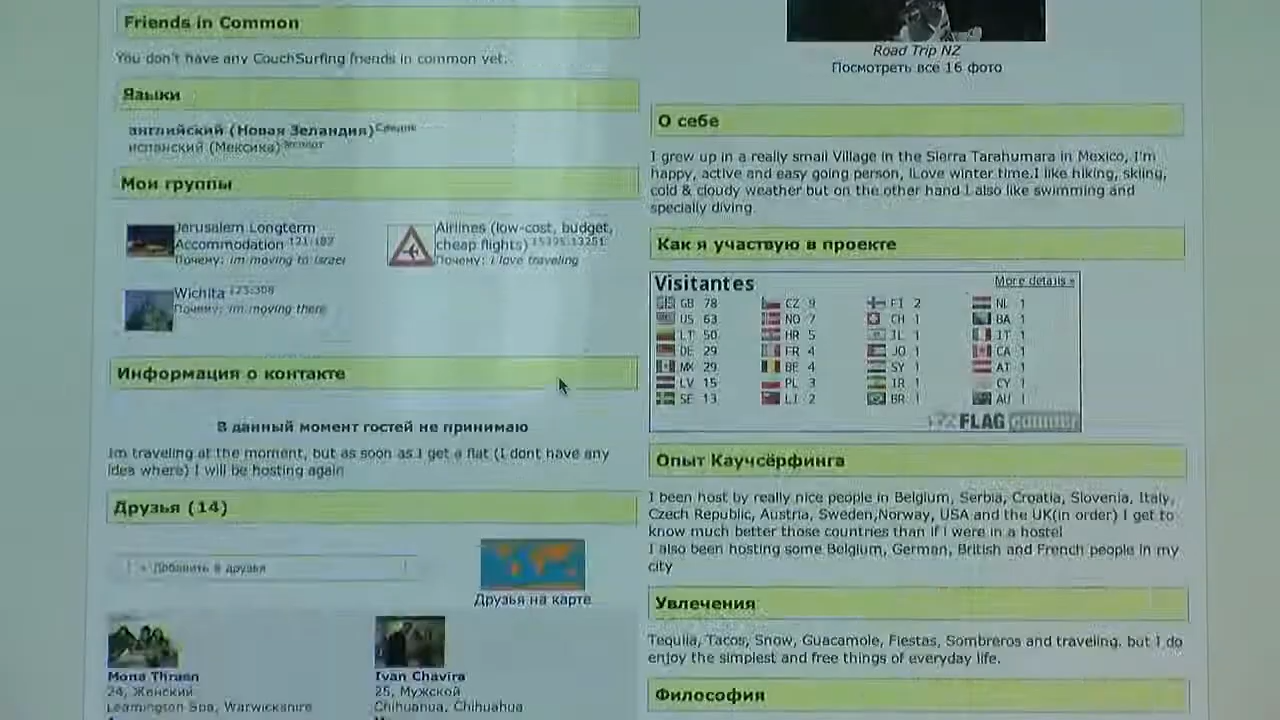 Friends in Common
You don't have any CouchSurfing friends in common yet.
Языки
английский (Новая Зеландия)
испанский (Мексика) Эксперт
Мои группы
Jerusalem Longterm
Accommodation
Почему: im moving to Israel
Airlines (low-cost, budget,
cheap flights)
Почему: i love traveling
Wichita
Почему: im moving there
Информация о контакте
В данный момент гостей не принимаю
Im traveling at the moment, but as soon as I get a flat (I dont have any
idea where) I will be hosting again
Друзья (14)
Добавить в друзья
Друзья на карте
24, Женский
Leamington Spa, Warwickshire
Ivan Chavira
25, Мужской
Chihuahua, Chihuahua
Road Trip NZ
Посмотреть все 16 фото
О себе
I grew up in a really small Village in the Sierra Tarahumara in Mexico, I'm
happy, active and easy going person, ILove winter time.I like hiking, skiing,
cold & cloudy weather but on the other hand I also like swimming and
specially diving.
Как я участвую в проекте
Visitantes More details »
GB 78 CZ 9 FI 2 NL 1
US 63 NO 7 CH 1 BA 1
LT 50 HR 5 IL 1 IT 1
DE 29 FR 4 JO 1 CA 1
MX 29 BE 4 SY 1 AT 1
LV 15 PL 3 IR 1 CY 1
SE 13 LI 2 BR 1 AU 1
FLAG counter
Опыт Каучсёрфинга
I been host by really nice people in Belgium, Serbia, Croatia, Slovenia, Italy,
Czech Republic, Austria, Sweden,Norway, USA and the UK(in order) I get to
know much better those countries than if i were in a hostel
I also been hosting some Belgium, German, British and French people in my
city
Увлечения
Tequila, Tacos, Snow, Guacamole, Fiestas, Sombreros and traveling. but I do
enjoy the simplest and free things of everyday life.
Философия